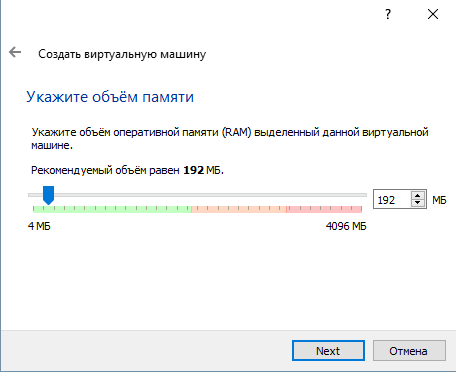 ?
Создать виртуальную машину
Укажите объём памяти
Укажите объём оперативной памяти (RAM) выделенный данной виртуальной
машине.
Рекомендуемый объём равен 192 МБ.
192 МБ
4 МБ 4096 МБ
Next Отмена